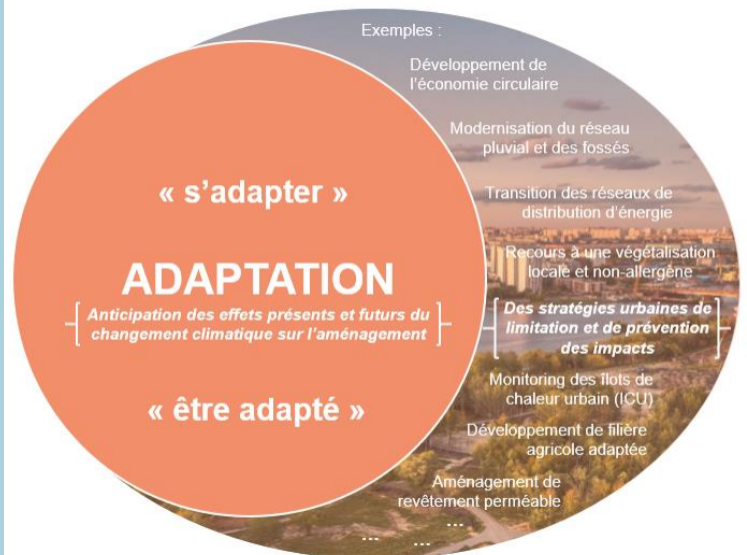 Exemples :
Développement de
l'économie circulaire
Modernisation du réseau
pluvial et des fossés
« s'adapter »
Transition des réseaux de
distribution d'énergie
Recours à une végétalisation
locale et non-allergène
ADAPTATION
Anticipation des effets présents et futurs du
changement climatique sur l'aménagement
Des stratégies urbaines de
limitation et de prévention
des impacts
« être adapté »
Monitoring des îlots de
chaleur urbain (ICU)
Développement de filière
agricole adaptée
Aménagement de
revêtement perméable
...
... ...